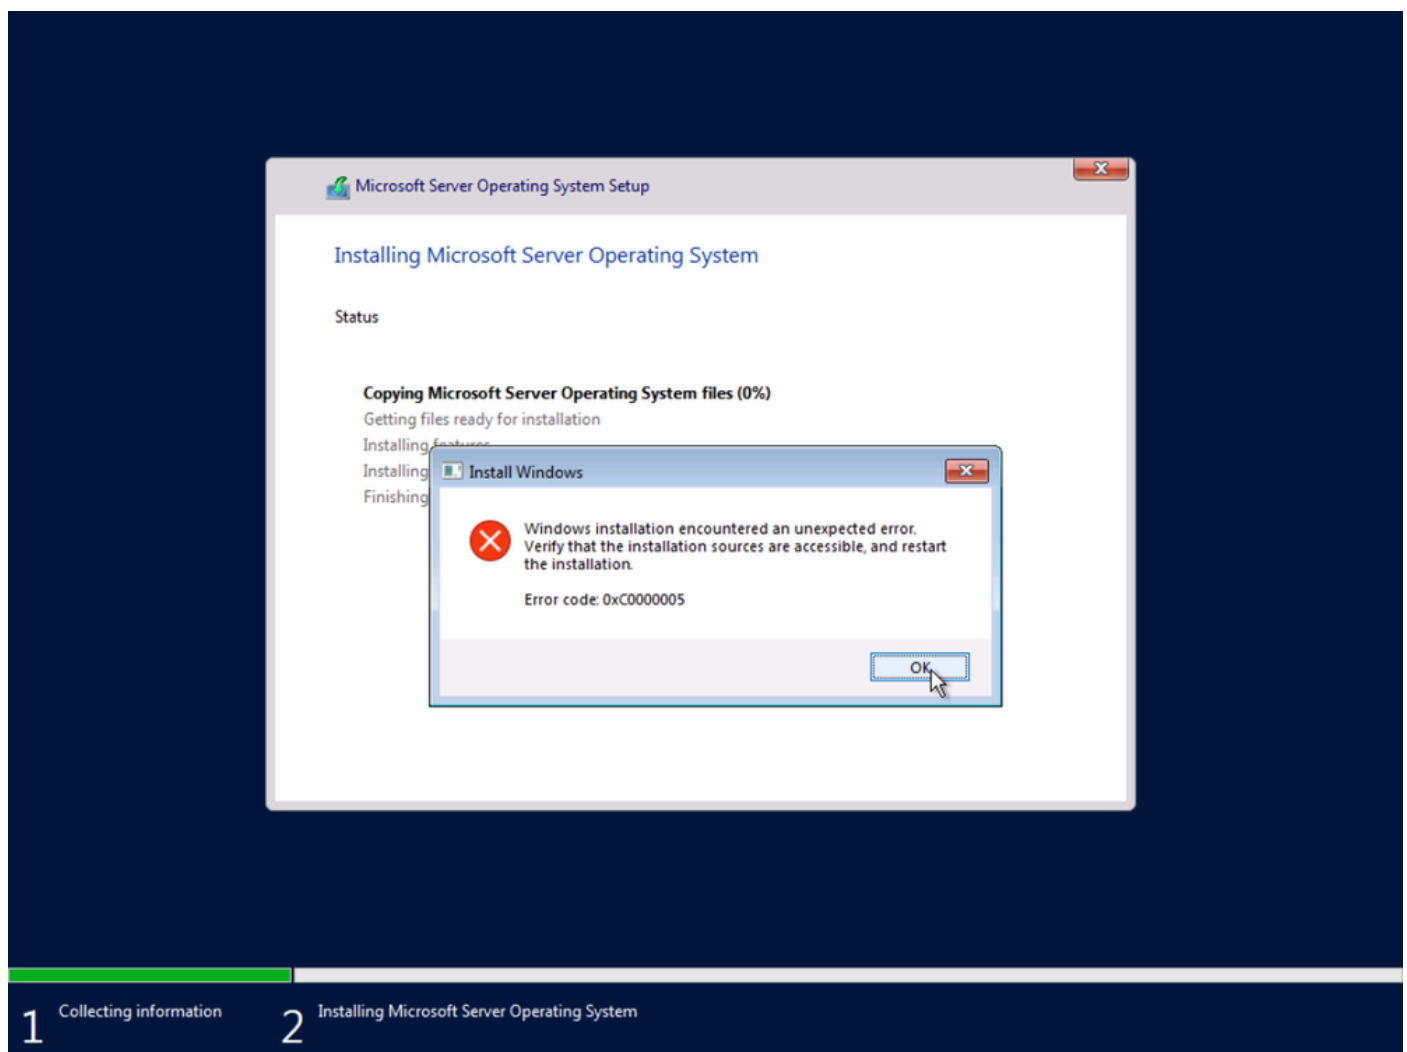 Microsoft Server Operating System Setup
Installing Microsoft Server Operating System
Status
Copying Microsoft Server Operating System files (0%)
Getting files ready for installation
Installing features
Installing
Finishing
Install Windows
Windows installation encountered an unexpected error.
Verify that the installation sources are accessible, and restart
the installation.
Error code: 0xC0000005
OK
1 Collecting information
2 Installing Microsoft Server Operating System